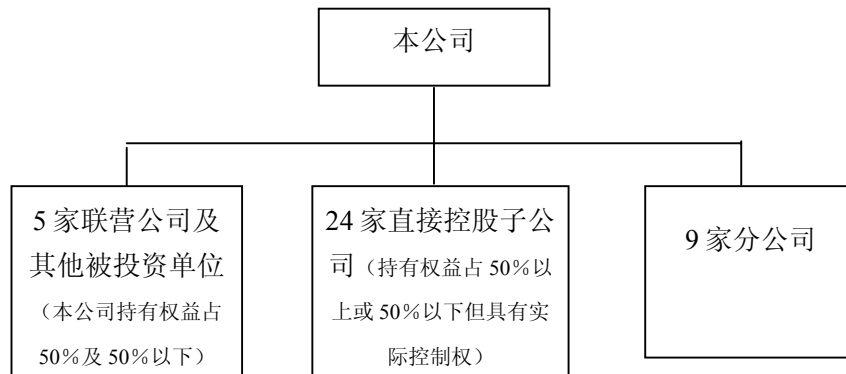 本公司
5 家联营公司及
其他被投资单位
（本公司持有权益占
50％及 50％以下）
24 家直接控股子公
司（持有权益占 50％以
上或 50％以下但具有实
际控制权）
9 家分公司